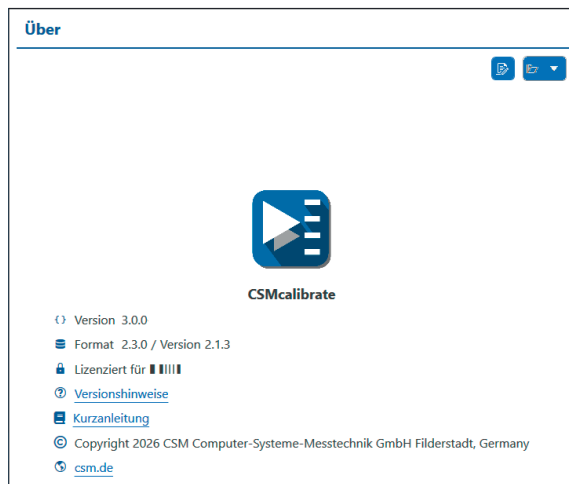 Über
CSMcalibrate
Version 3.0.0
Format 2.3.0 / Version 2.1.3
Lizenziert für
Versionshinweise
Kurzanleitung
Copyright 2026 CSM Computer-Systeme-Messtechnik GmbH Filderstadt, Germany
csm.de